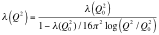 λ(Q²) = λ(Q₀²) / (1 − λ(Q₀²)/16π² log(Q²/Q₀²))